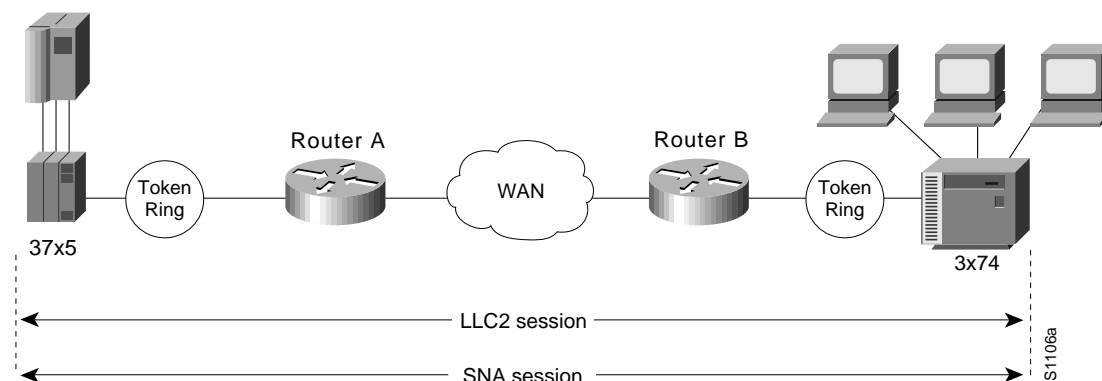 Router A
Router B
Token
Ring
WAN
Token
Ring
37x5
3x74
LLC2 session
SNA session
S1106a